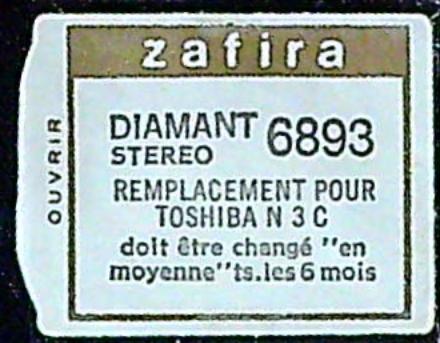 zafira
OUVRIR
DIAMANT 6893
STEREO
REMPLACEMENT POUR
TOSHIBA N 3 C
doit être changé "en
moyenne" ts.les 6 mois